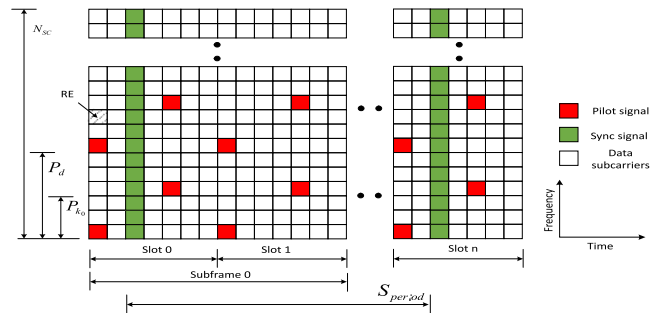 N_SC
RE
P_d
P_k0
Slot 0
Slot 1
Slot n
Subframe 0
S_period
Pilot signal
Sync signal
Data
subcarriers
Frequency
Time